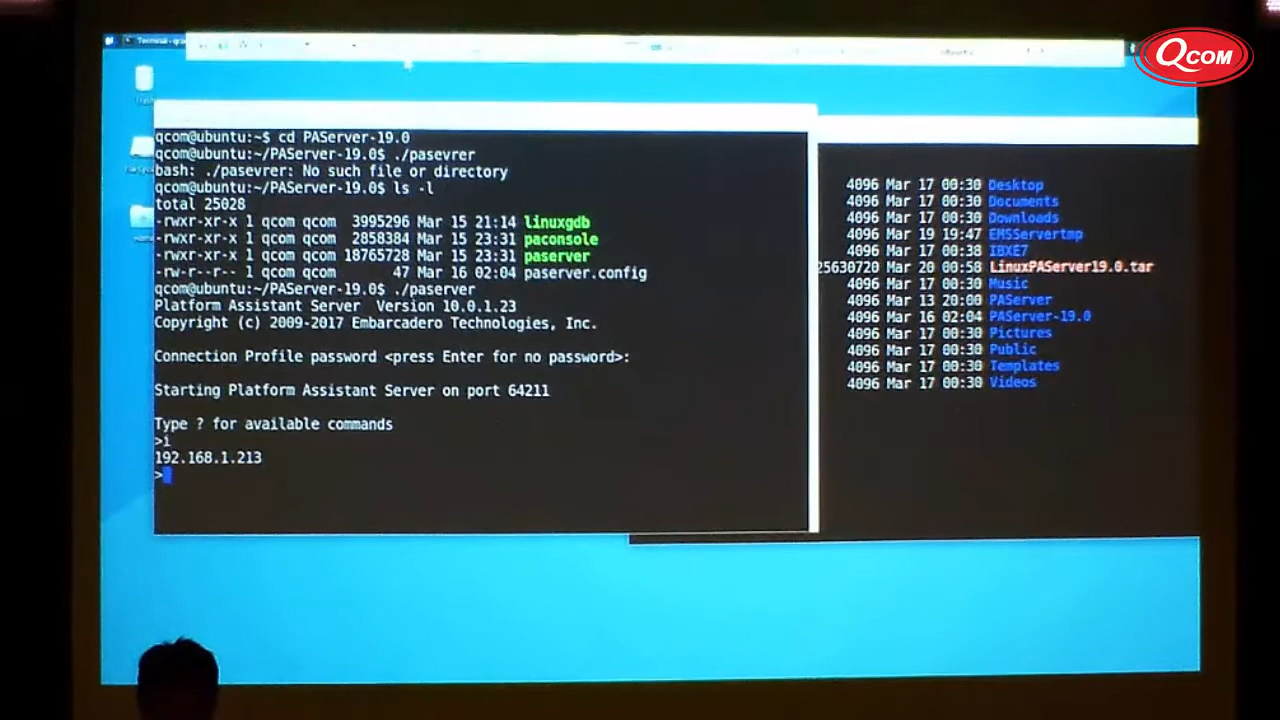 QCOM
Terminal
Trash
qcom@ubuntu:~$ cd PAServer-19.0
qcom@ubuntu:~/PAServer-19.0$ ./pasevrer
bash: ./pasevrer: No such file or directory
qcom@ubuntu:~/PAServer-19.0$ ls -l
total 25028
-rwxr-xr-x 1 qcom qcom  3995296 Mar 15 21:14 linuxgdb
-rwxr-xr-x 1 qcom qcom  2858384 Mar 15 23:31 paconsole
-rwxr-xr-x 1 qcom qcom 18765728 Mar 15 23:31 paserver
-rw-r--r-- 1 qcom qcom       47 Mar 16 02:04 paserver.config
qcom@ubuntu:~/PAServer-19.0$ ./paserver
Platform Assistant Server  Version 10.0.1.23
Copyright (c) 2009-2017 Embarcadero Technologies, Inc.
Connection Profile password <press Enter for no password>:
Starting Platform Assistant Server on port 64211
Type ? for available commands
>i
192.168.1.213
>
4096 Mar 17 00:30 Desktop
4096 Mar 17 00:30 Documents
4096 Mar 17 00:30 Downloads
4096 Mar 19 19:47 EMSServertmp
4096 Mar 17 00:38 IBXE7
25630720 Mar 20 00:58 LinuxPAServer19.0.tar
4096 Mar 17 00:30 Music
4096 Mar 13 20:00 PAServer
4096 Mar 16 02:04 PAServer-19.0
4096 Mar 17 00:30 Pictures
4096 Mar 17 00:30 Public
4096 Mar 17 00:30 Templates
4096 Mar 17 00:30 Videos